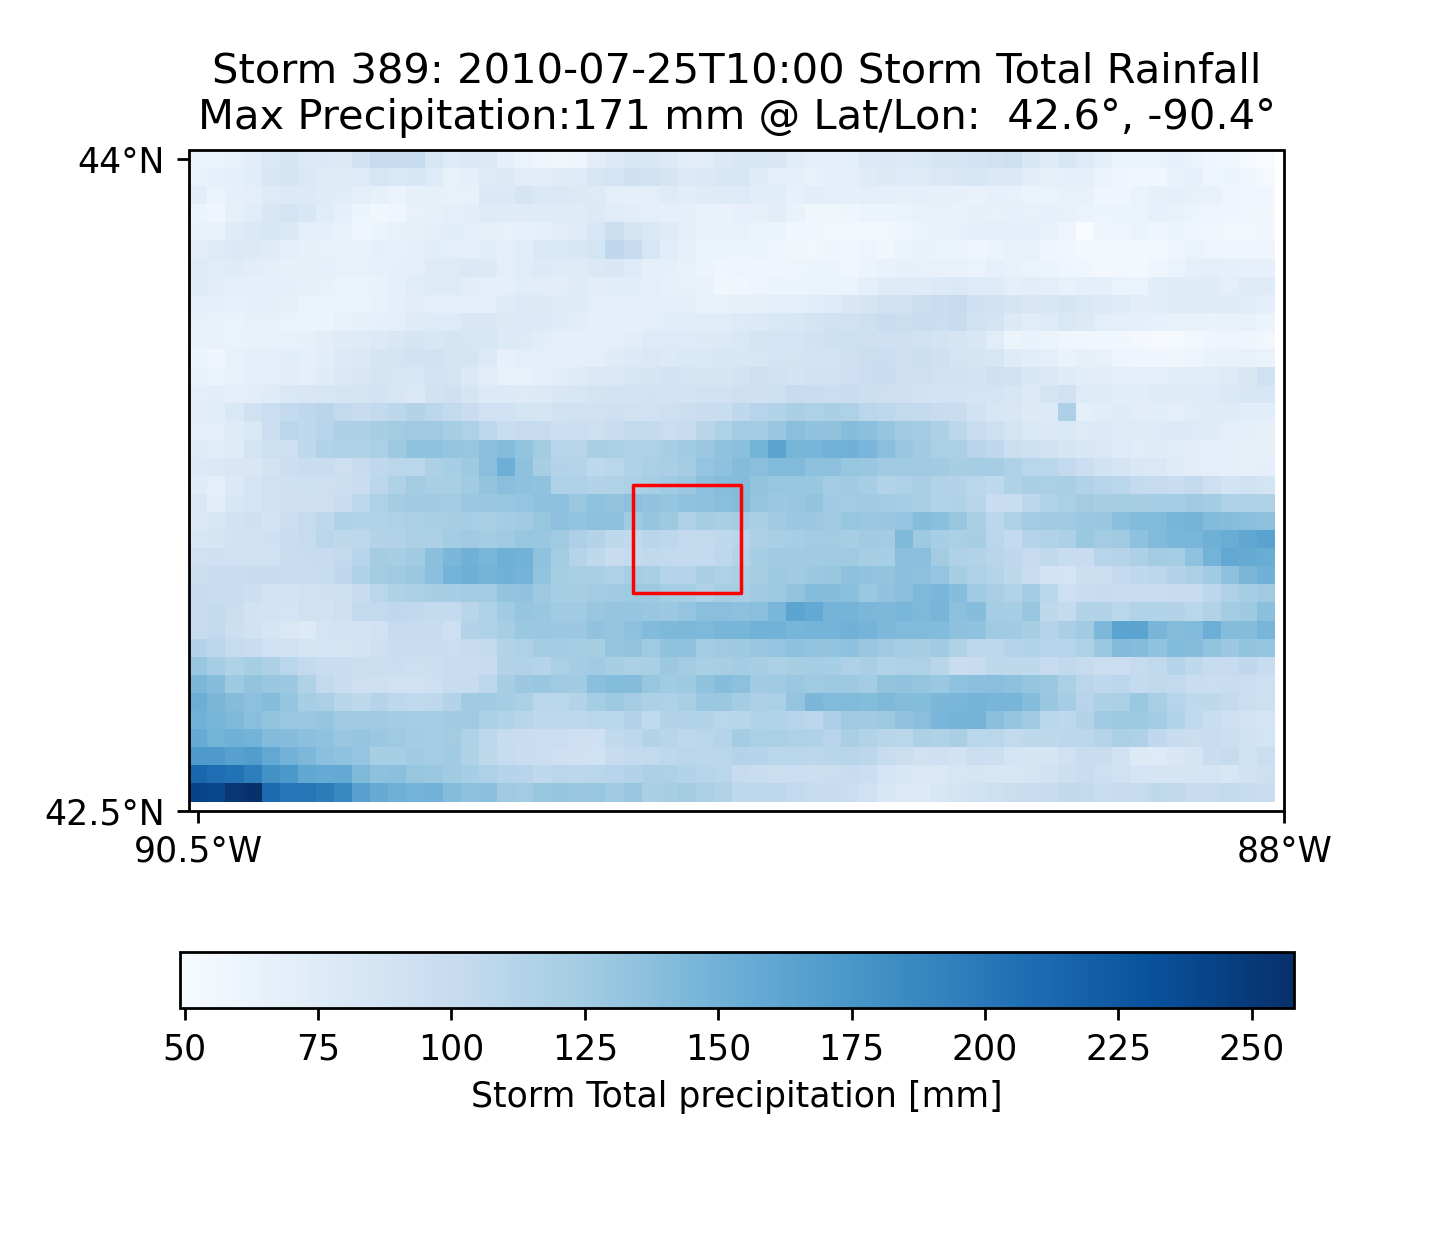 Storm 389: 2010-07-25T10:00 Storm Total Rainfall
Max Precipitation:171 mm @ Lat/Lon:  42.6°, -90.4°
44°N
42.5°N
90.5°W 88°W
50 75 100 125 150 175 200 225 250
Storm Total precipitation [mm]